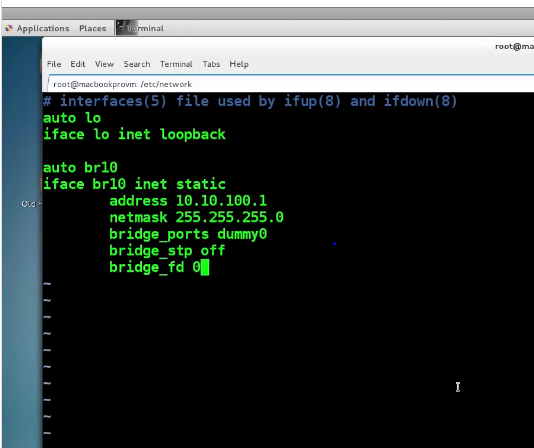 Applications Places Terminal
root@ma
File Edit View Search Terminal Tabs Help
root@macbookprovm: /etc/network
# interfaces(5) file used by ifup(8) and ifdown(8)
auto lo
iface lo inet loopback
auto br10
iface br10 inet static
address 10.10.100.1
netmask 255.255.255.0
bridge_ports dummy0
bridge_stp off
bridge_fd 0
~
~
~
~
~
~
~
~
~
~
Old